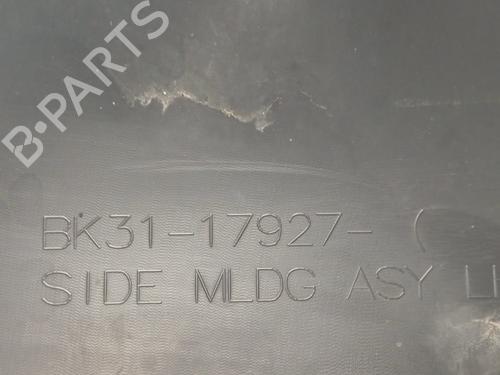 B-PARTS
BK31-17927- (
SIDE MLDG ASY